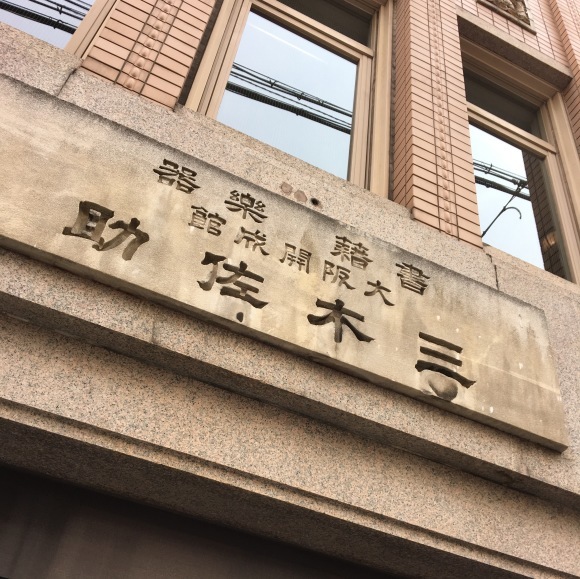 書籍 樂器
大阪開成館
三木佐助